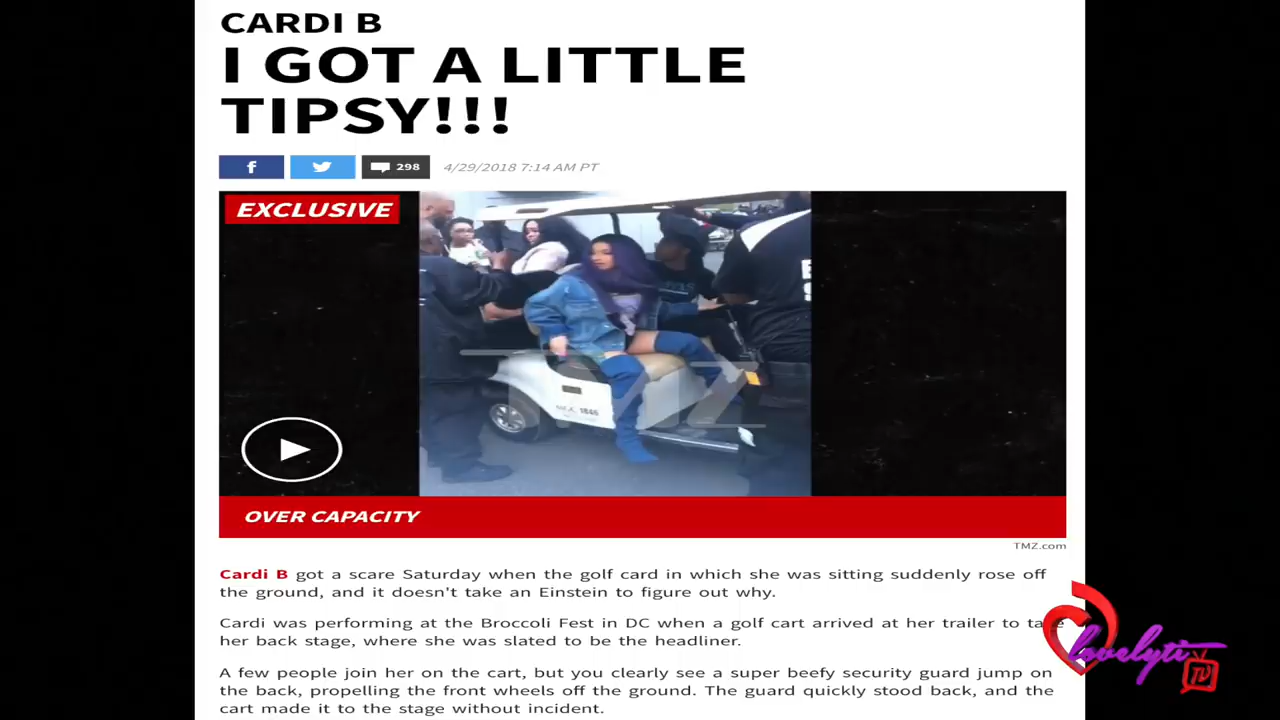 CARDI B
I GOT A LITTLE
TIPSY!!!
f
298
4/29/2018 7:14 AM PT
EXCLUSIVE
TMZ
1846
OVER CAPACITY
TMZ.com
Cardi B got a scare Saturday when the golf card in which she was sitting suddenly rose off
the ground, and it doesn't take an Einstein to figure out why.
Cardi was performing at the Broccoli Fest in DC when a golf cart arrived at her trailer to take
her back stage, where she was slated to be the headliner.
A few people join her on the cart, but you clearly see a super beefy security guard jump on
the back, propelling the front wheels off the ground. The guard quickly stood back, and the
cart made it to the stage without incident.
lovelyti
TV